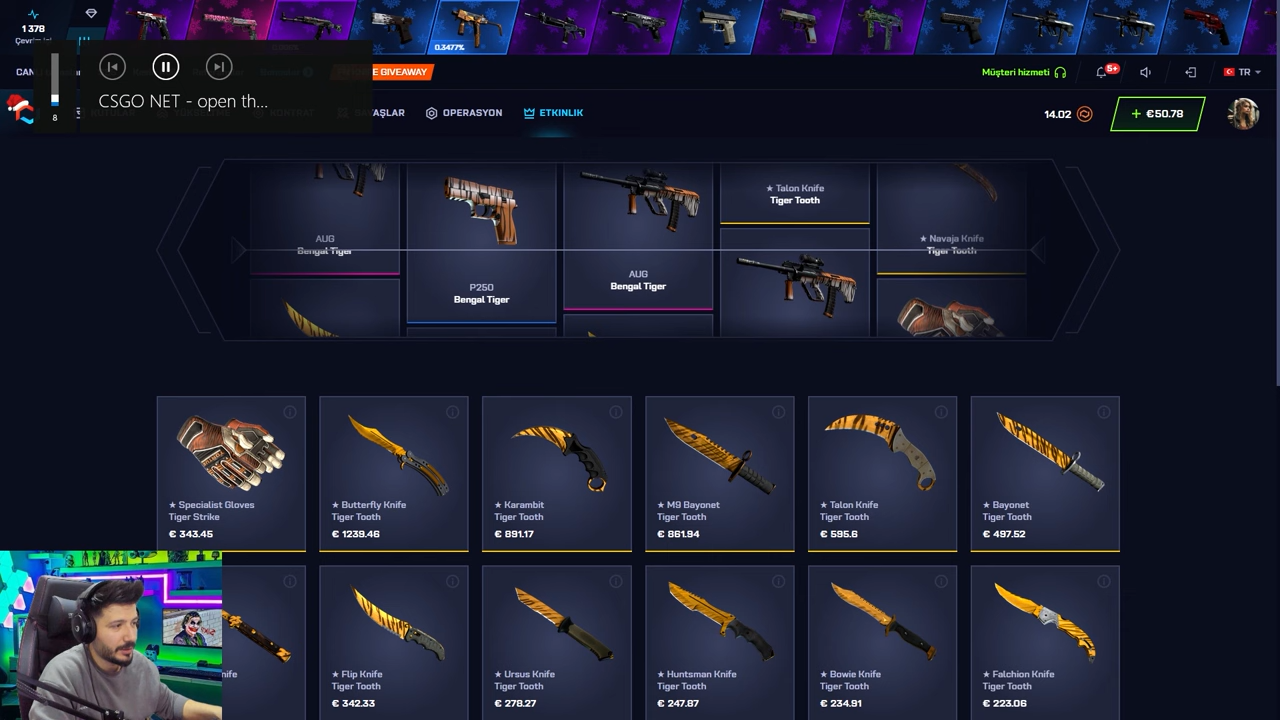 1 378
0.3477%
GIVEAWAY
Müşteri hizmeti
5+
TR
CSGO NET - open th...
8
OPERASYON
ETKINLIK
14.02
+ €50.78
★ Talon Knife
Tiger Tooth
AUG
Bengal Tiger
★ Navaja Knife
Tiger Tooth
P250
Bengal Tiger
AUG
Bengal Tiger
★ Specialist Gloves
Tiger Strike
€ 343.45
★ Butterfly Knife
Tiger Tooth
€ 1239.46
★ Karambit
Tiger Tooth
€ 891.17
★ M9 Bayonet
Tiger Tooth
€ 861.94
★ Talon Knife
Tiger Tooth
€ 595.6
★ Bayonet
Tiger Tooth
€ 497.52
★ Flip Knife
Tiger Tooth
€ 342.33
★ Ursus Knife
Tiger Tooth
€ 278.27
★ Huntsman Knife
Tiger Tooth
€ 247.87
★ Bowie Knife
Tiger Tooth
€ 234.91
★ Falchion Knife
Tiger Tooth
€ 223.06